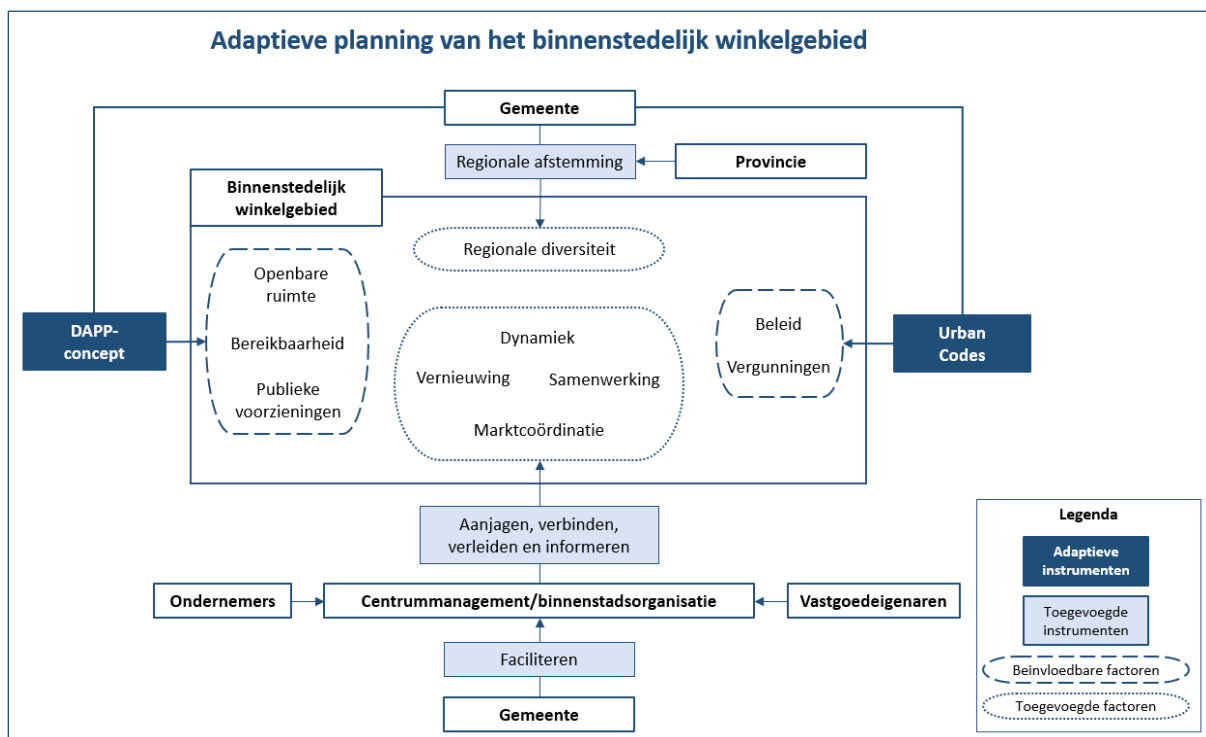 Adaptieve planning van het binnenstedelijk winkelgebied
Gemeente
Regionale afstemming
Provincie
Binnenstedelijk
winkelgebied
Regionale diversiteit
Openbare
ruimte
Bereikbaarheid
Publieke
voorzieningen
DAPP-
concept
Dynamiek
Vernieuwing
Samenwerking
Marktcoördinatie
Beleid
Vergunningen
Urban
Codes
Aanjagen, verbinden,
verleiden en informeren
Ondernemers
Centrummanagement/binnenstadsorganisatie
Vastgoedeigenaren
Faciliteren
Gemeente
Legenda
Adaptieve
instrumenten
Toegevoegde
instrumenten
Beinvloedbare factoren
Toegevoegde factoren